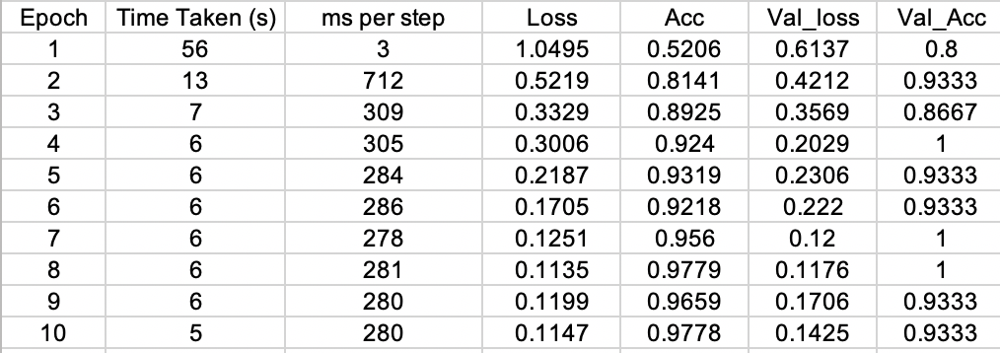 Epoch Time Taken (s) ms per step Loss Acc Val_loss Val_Acc
1 56 3 1.0495 0.5206 0.6137 0.8
2 13 712 0.5219 0.8141 0.4212 0.9333
3 7 309 0.3329 0.8925 0.3569 0.8667
4 6 305 0.3006 0.924 0.2029 1
5 6 284 0.2187 0.9319 0.2306 0.9333
6 6 286 0.1705 0.9218 0.222 0.9333
7 6 278 0.1251 0.956 0.12 1
8 6 281 0.1135 0.9779 0.1176 1
9 6 280 0.1199 0.9659 0.1706 0.9333
10 5 280 0.1147 0.9778 0.1425 0.9333